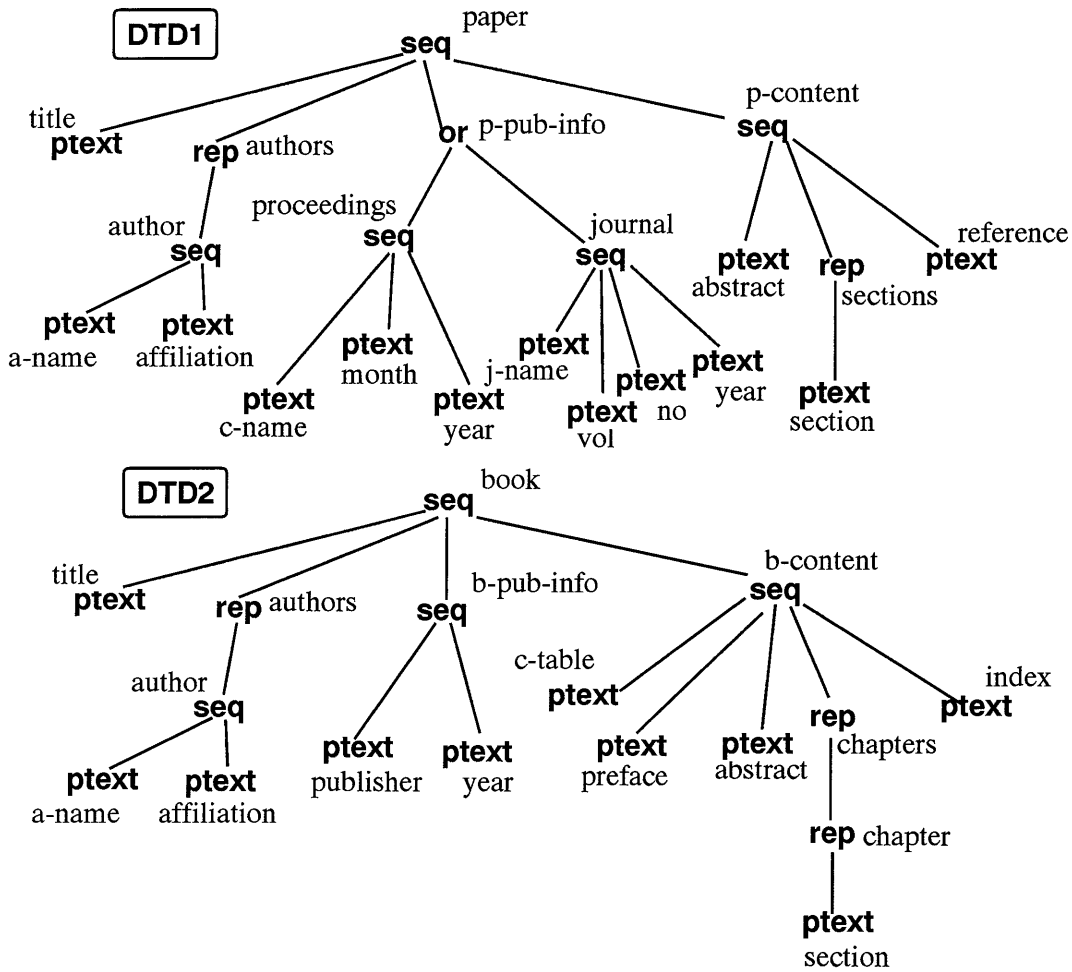 DTD1
paper
seq
title
ptext
rep authors
or p-pub-info
p-content
seq
author
seq
proceedings
seq
journal
seq
ptext
abstract
rep
sections
reference
ptext
ptext
a-name
ptext
affiliation
ptext
c-name
ptext
month
ptext
year
ptext
j-name
ptext
vol
ptext
no
ptext
year
ptext
section
DTD2
book
seq
title
ptext
rep authors
b-pub-info
seq
b-content
seq
author
seq
c-table
ptext
index
ptext
ptext
a-name
ptext
affiliation
ptext
publisher
ptext
year
ptext
preface
ptext
abstract
rep
chapters
rep chapter
ptext
section